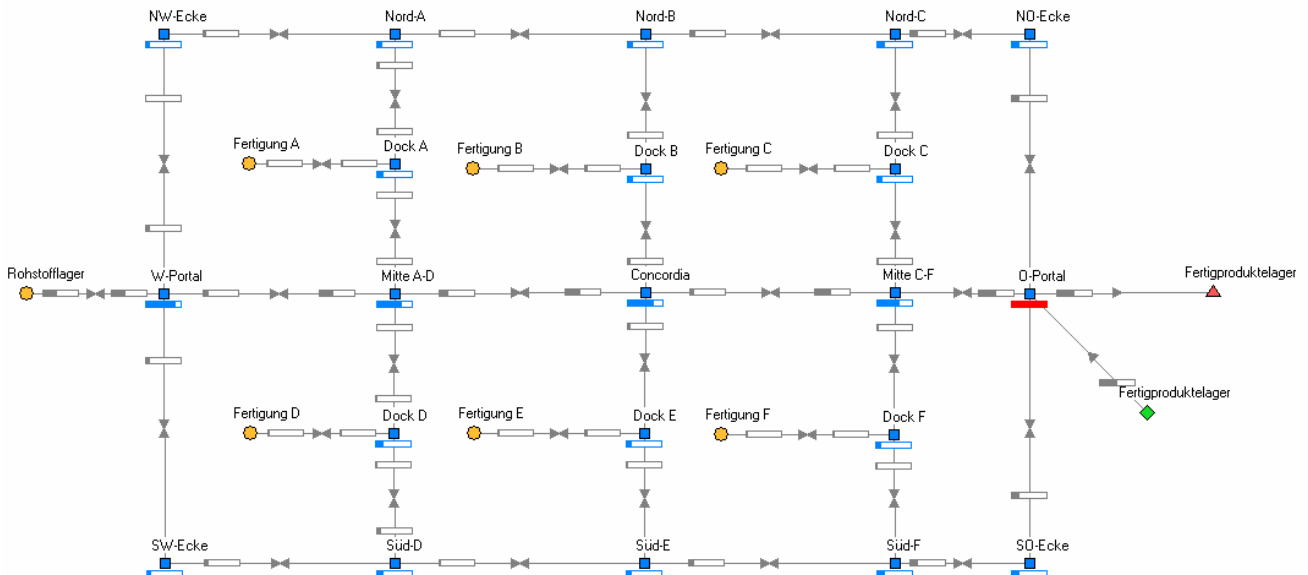 NW-Ecke
Nord-A
Nord-B
Nord-C
NO-Ecke
Fertigung A
Dock A
Fertigung B
Dock B
Fertigung C
Dock C
Rohstofflager
W-Portal
Mitte A-D
Concordia
Mitte C-F
O-Portal
Fertigproduktelager
Fertigproduktelager
Fertigung D
Dock D
Fertigung E
Dock E
Fertigung F
Dock F
SW-Ecke
Süd-D
Süd-E
Süd-F
SO-Ecke